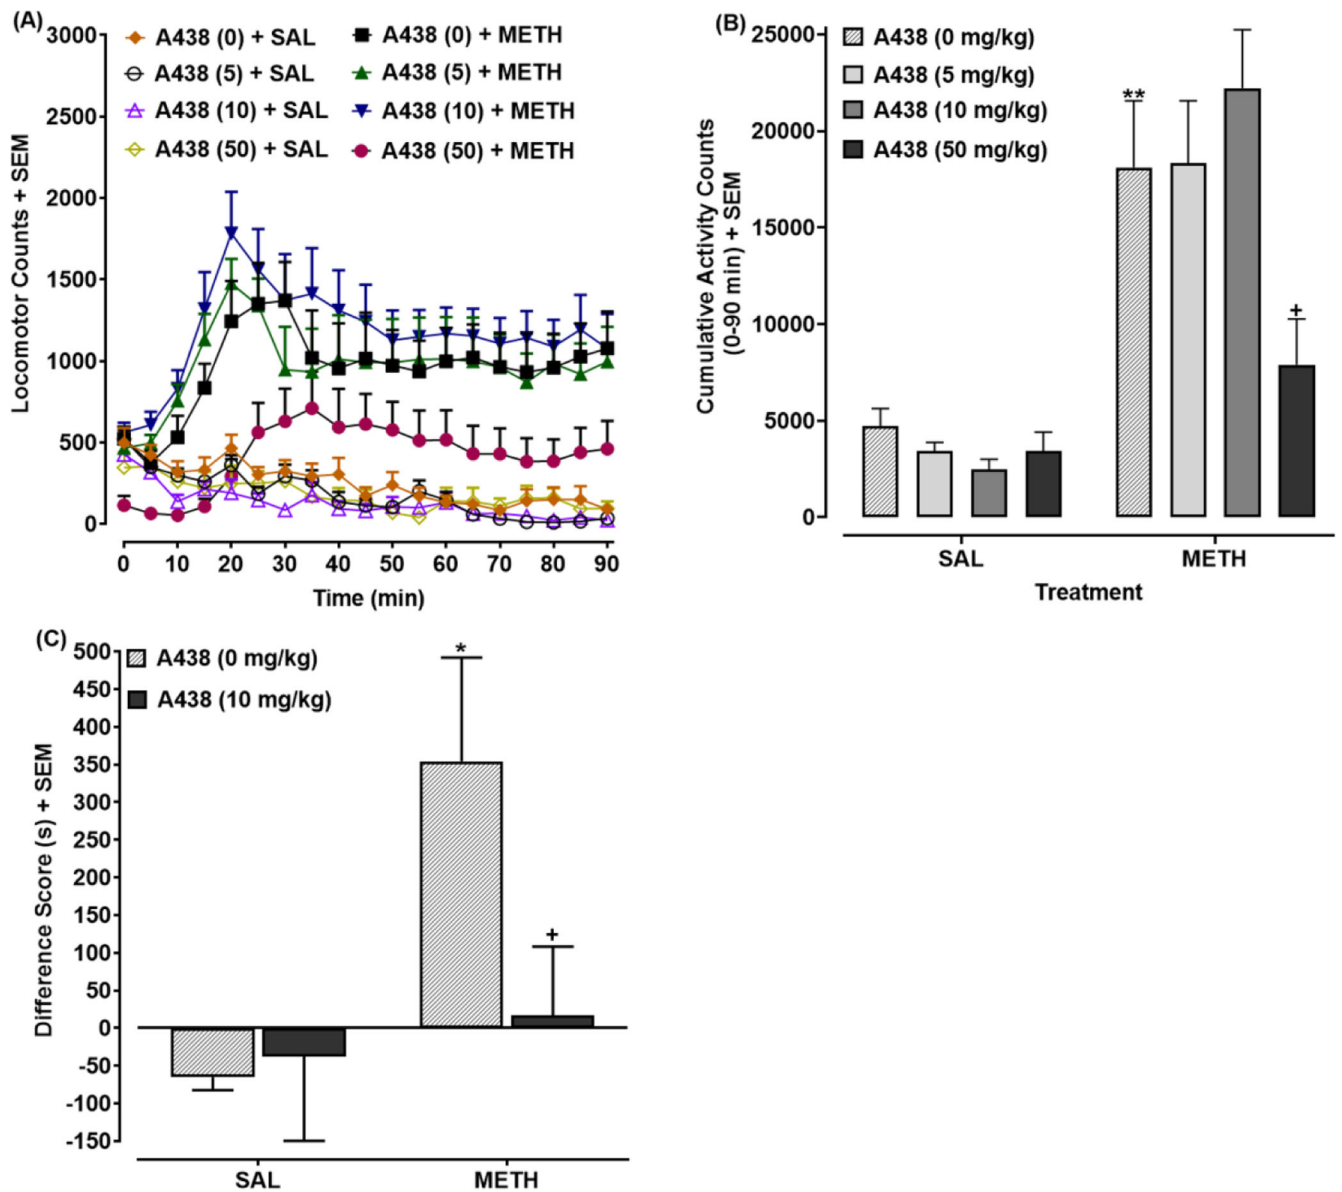 (A)
3000
2500
2000
1500
1000
500
0
Locomotor Counts + SEM
A438 (0) + SAL
A438 (5) + SAL
A438 (10) + SAL
A438 (50) + SAL
A438 (0) + METH
A438 (5) + METH
A438 (10) + METH
A438 (50) + METH
0 10 20 30 40 50 60 70 80 90
Time (min)
(B)
25000
20000
15000
10000
5000
0
Cumulative Activity Counts
(0-90 min) + SEM
A438 (0 mg/kg)
A438 (5 mg/kg)
A438 (10 mg/kg)
A438 (50 mg/kg)
**
+
SAL METH
Treatment
(C)
500
450
400
350
300
250
200
150
100
50
0
-50
-100
-150
Difference Score (s) + SEM
A438 (0 mg/kg)
A438 (10 mg/kg)
*
+
SAL METH